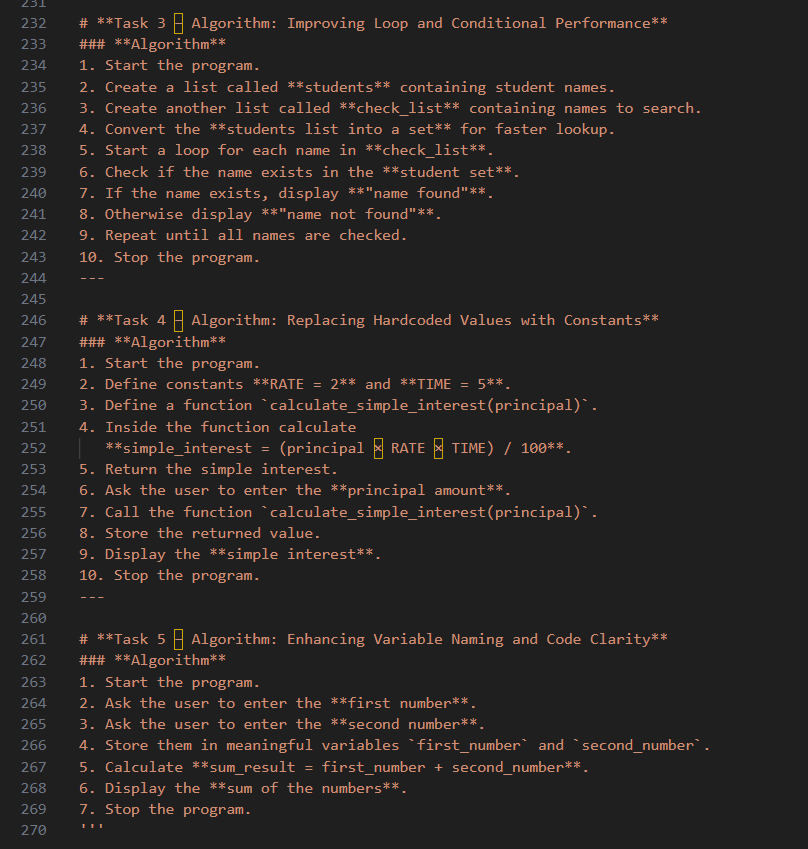 231
232 # **Task 3 – Algorithm: Improving Loop and Conditional Performance**
233 ### **Algorithm**
234 1. Start the program.
235 2. Create a list called **students** containing student names.
236 3. Create another list called **check_list** containing names to search.
237 4. Convert the **students list into a set** for faster lookup.
238 5. Start a loop for each name in **check_list**.
239 6. Check if the name exists in the **student set**.
240 7. If the name exists, display **"name found"**.
241 8. Otherwise display **"name not found"**.
242 9. Repeat until all names are checked.
243 10. Stop the program.
244 ---
245
246 # **Task 4 – Algorithm: Replacing Hardcoded Values with Constants**
247 ### **Algorithm**
248 1. Start the program.
249 2. Define constants **RATE = 2** and **TIME = 5**.
250 3. Define a function `calculate_simple_interest(principal)`.
251 4. Inside the function calculate
252    **simple_interest = (principal × RATE × TIME) / 100**.
253 5. Return the simple interest.
254 6. Ask the user to enter the **principal amount**.
255 7. Call the function `calculate_simple_interest(principal)`.
256 8. Store the returned value.
257 9. Display the **simple interest**.
258 10. Stop the program.
259 ---
260
261 # **Task 5 – Algorithm: Enhancing Variable Naming and Code Clarity**
262 ### **Algorithm**
263 1. Start the program.
264 2. Ask the user to enter the **first number**.
265 3. Ask the user to enter the **second number**.
266 4. Store them in meaningful variables `first_number` and `second_number`.
267 5. Calculate **sum_result = first_number + second_number**.
268 6. Display the **sum of the numbers**.
269 7. Stop the program.
270 '''